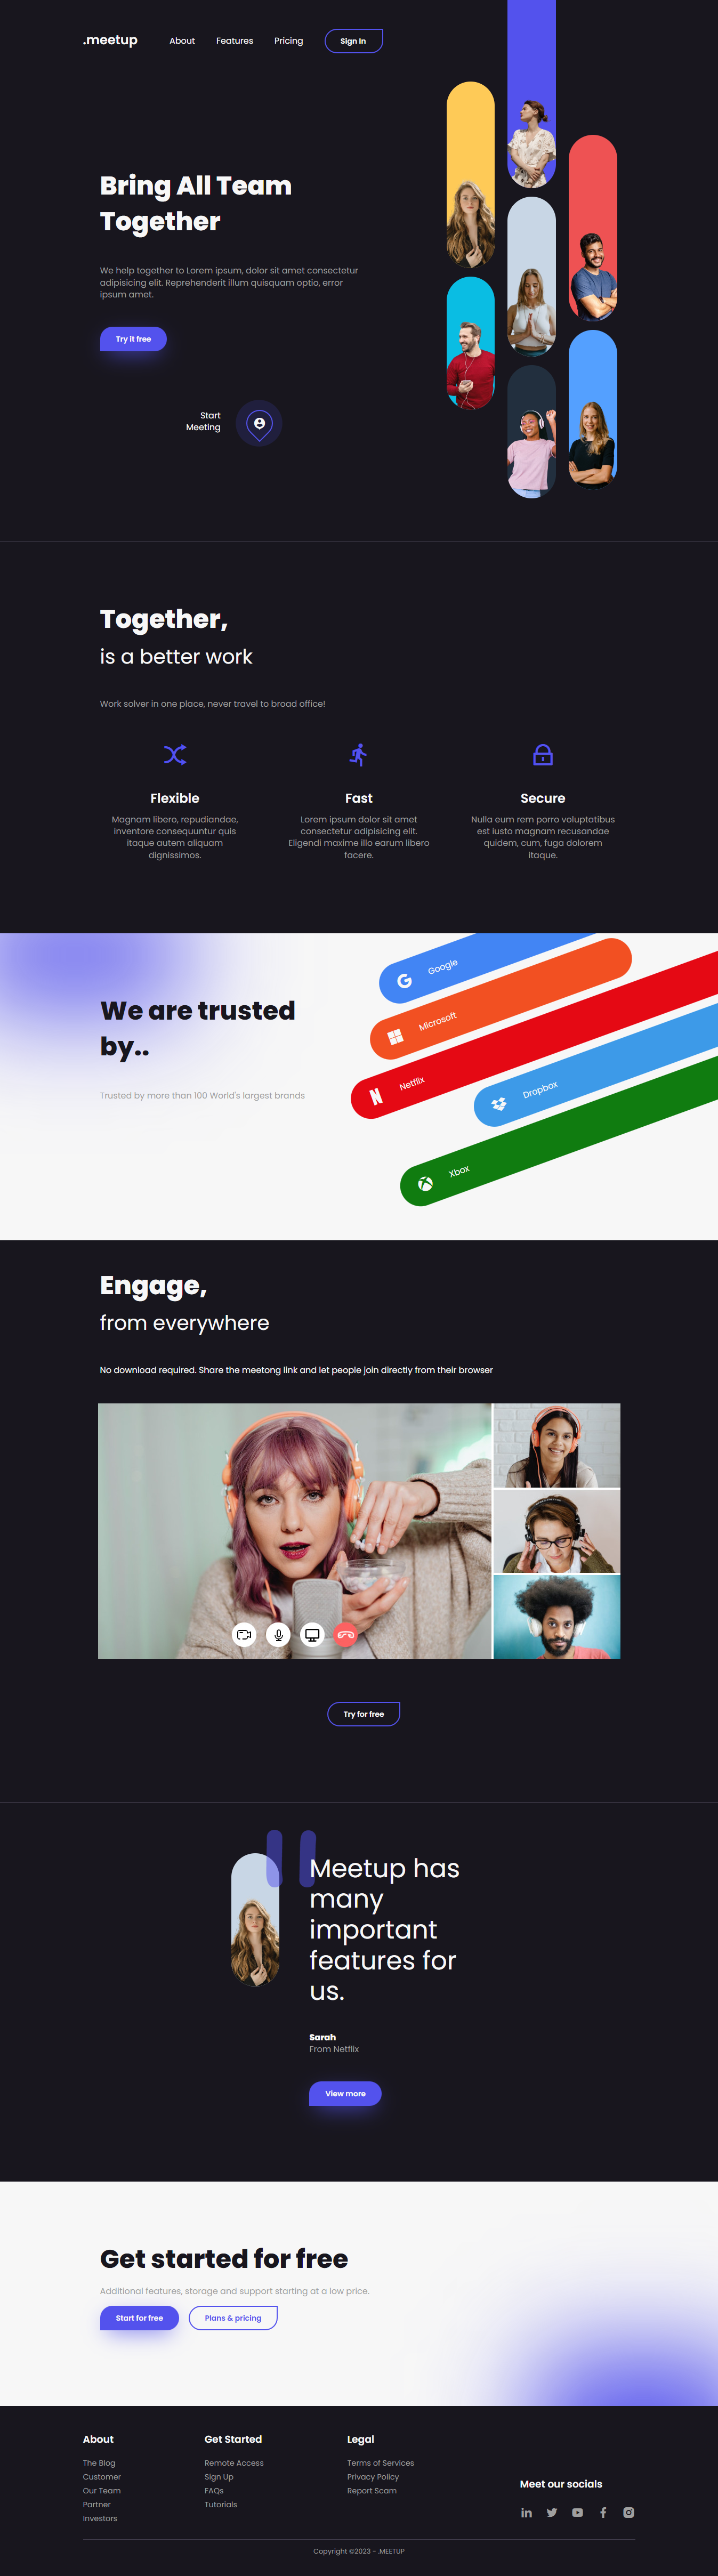 .meetup
About
Features
Pricing
Sign In
Bring All Team
Together
We help together to Lorem ipsum, dolor sit amet consectetur
adipisicing elit. Reprehenderit illum quisquam optio, error
ipsum amet.
Try it free
Start
Meeting
Together,
is a better work
Work solver in one place, never travel to broad office!
Flexible
Magnam libero, repudiandae,
inventore consequuntur quis
itaque autem aliquam
dignissimos.
Fast
Lorem ipsum dolor sit amet
consectetur adipisicing elit.
Eligendi maxime illo earum libero
facere.
Secure
Nulla eum rem porro voluptatibus
est iusto magnam recusandae
quidem, cum, fuga dolorem
itaque.
We are trusted
by..
Trusted by more than 100 World's largest brands
Google
Microsoft
Netflix
Dropbox
Xbox
Engage,
from everywhere
No download required. Share the meetong link and let people join directly from their browser
Try for free
Meetup has
many
important
features for
us.
Sarah
From Netflix
View more
Get started for free
Additional features, storage and support starting at a low price.
Start for free
Plans & pricing
About
The Blog
Customer
Our Team
Partner
Investors
Get Started
Remote Access
Sign Up
FAQs
Tutorials
Legal
Terms of Services
Privacy Policy
Report Scam
Meet our socials
Copyright ©2023 - .MEETUP